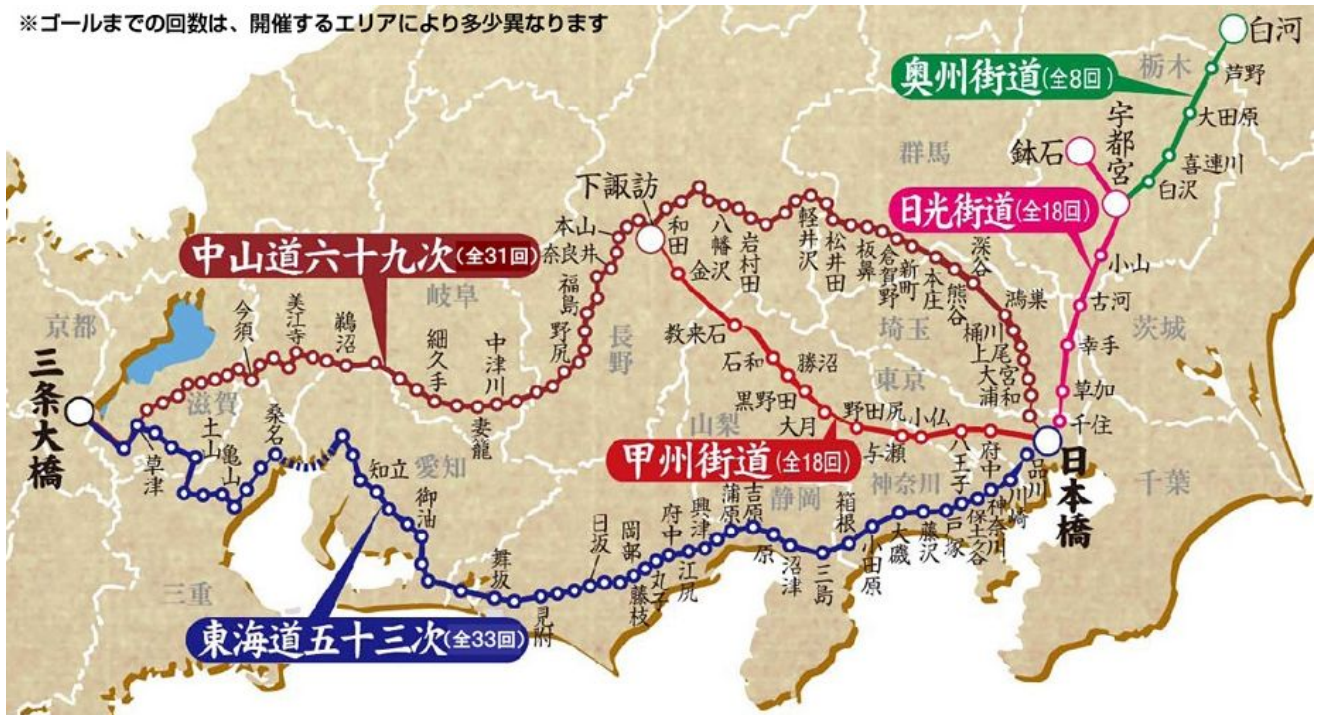 ※ゴールまでの回数は、開催するエリアにより多少異なります
白河
奥州街道(全8回)
栃木
芦野
大田原
宇都宮
喜連川
白沢
鉢石
群馬
日光街道(全18回)
小山
古河
幸手
草加
千住
茨城
下諏訪
和田
八幡沢
岩村田
軽井沢
松井田
板鼻
倉賀野
新町
本庄
深谷
熊谷
鴻巣
桶川
上尾
大宮
浦和
埼玉
東京
本山
奈良井
福島
野尻
長野
中山道六十九次(全31回)
岐阜
京都
今須
美江寺
鵜沼
細久手
中津川
妻籠
三条大橋
滋賀
草津
土山
亀山
桑名
愛知
知立
御油
三重
舞坂
見附
日坂
岡部
藤枝
丸子
府中
江尻
興津
蒲原
吉原
原
静岡
沼津
三島
箱根
小田原
大磯
藤沢
戸塚
保土ヶ谷
神奈川
川崎
品川
神奈川
東海道五十三次(全33回)
金沢
教来石
石和
勝沼
黒野田
大月
山梨
甲州街道(全18回)
野田尻
与瀬
小仏
八王子
府中
日本橋
千葉